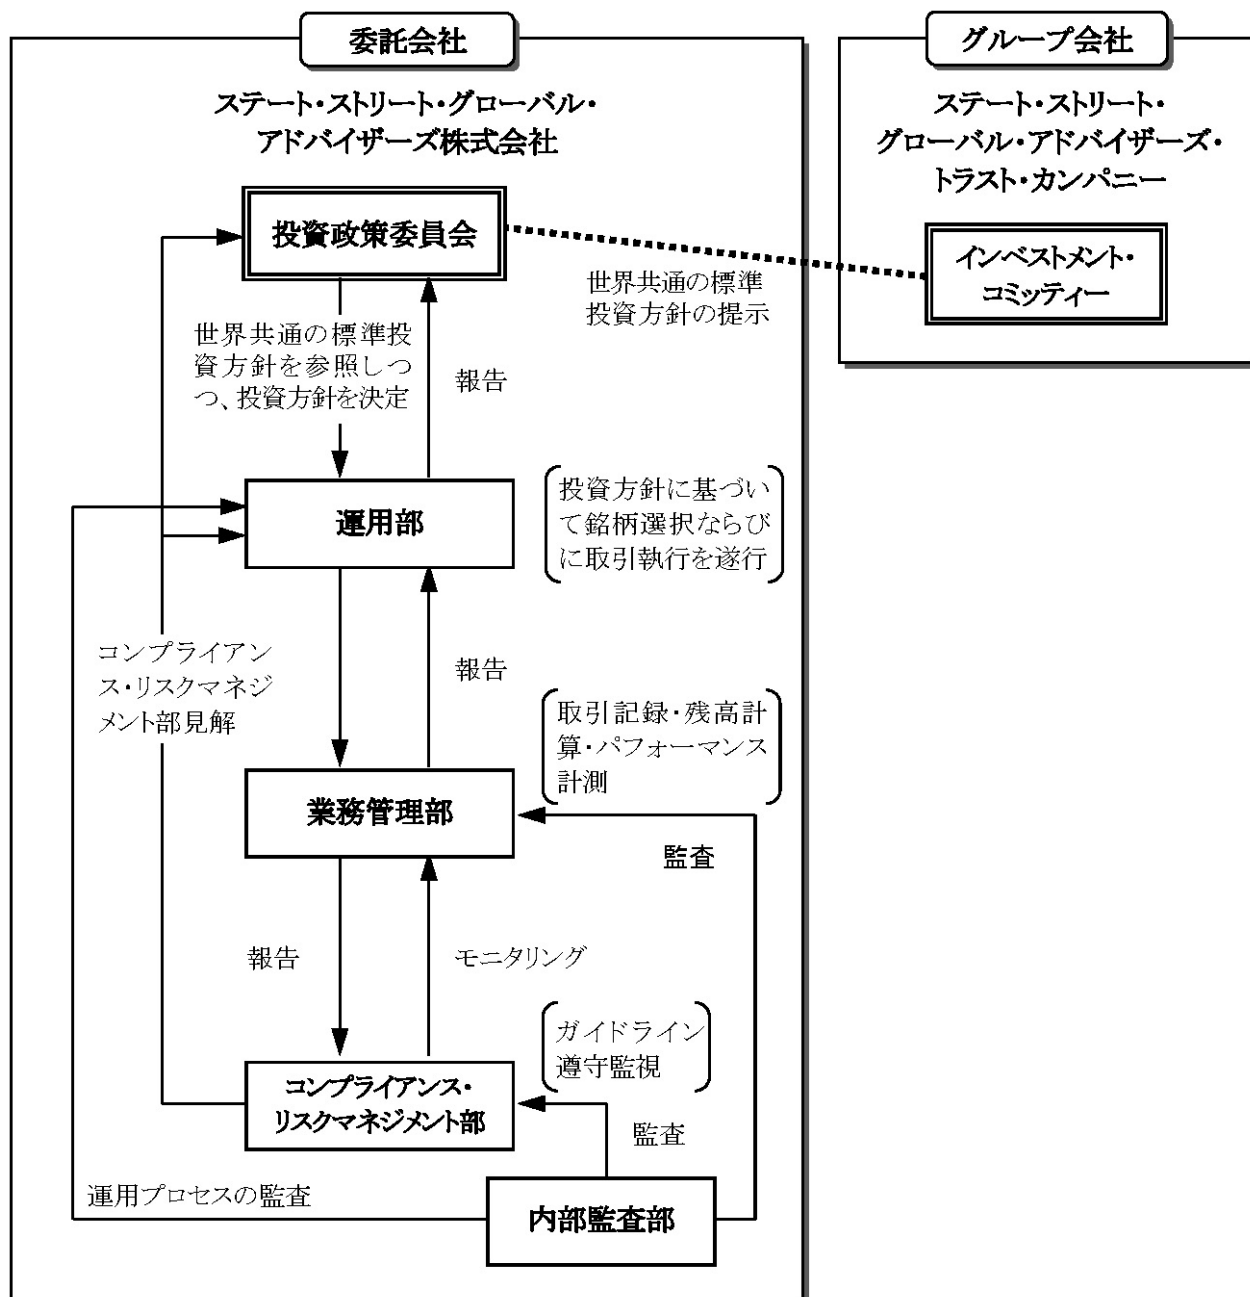 委託会社
ステート・ストリート・グローバル・
アドバイザーズ株式会社
投資政策委員会
世界共通の標準投
資方針を参照しつ
つ、投資方針を決定
報告
世界共通の標準
投資方針の提示
グループ会社
ステート・ストリート・
グローバル・アドバイザーズ・
トラスト・カンパニー
インベストメント・
コミッティー
運用部
投資方針に基づい
て銘柄選択ならび
に取引執行を遂行
コンプライアン
ス・リスクマネジ
メント部見解
報告
取引記録・残高計
算・パフォーマンス
計測
業務管理部
監査
報告
モニタリング
ガイドライン
遵守監視
コンプライアンス・
リスクマネジメント部
監査
運用プロセスの監査
内部監査部